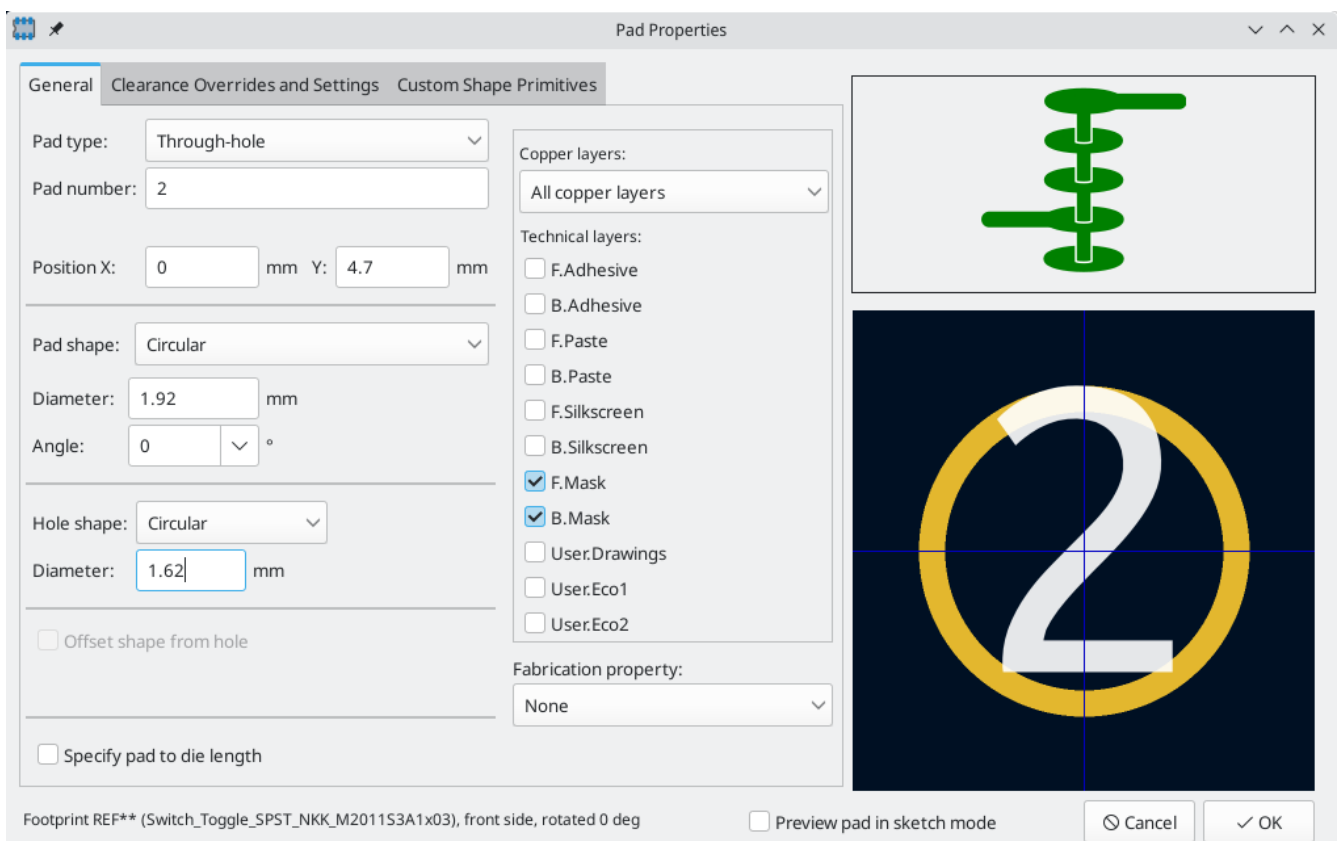 Pad Properties
General Clearance Overrides and Settings Custom Shape Primitives
Pad type: Through-hole
Pad number: 2
Position X: 0 mm Y: 4.7 mm
Pad shape: Circular
Diameter: 1.92 mm
Angle: 0 °
Hole shape: Circular
Diameter: 1.62 mm
Offset shape from hole
Specify pad to die length
Copper layers:
All copper layers
Technical layers:
F.Adhesive
B.Adhesive
F.Paste
B.Paste
F.Silkscreen
B.Silkscreen
F.Mask
B.Mask
User.Drawings
User.Eco1
User.Eco2
Fabrication property:
None
2
Footprint REF** (Switch_Toggle_SPST_NKK_M2011S3A1x03), front side, rotated 0 deg
Preview pad in sketch mode
Cancel
OK